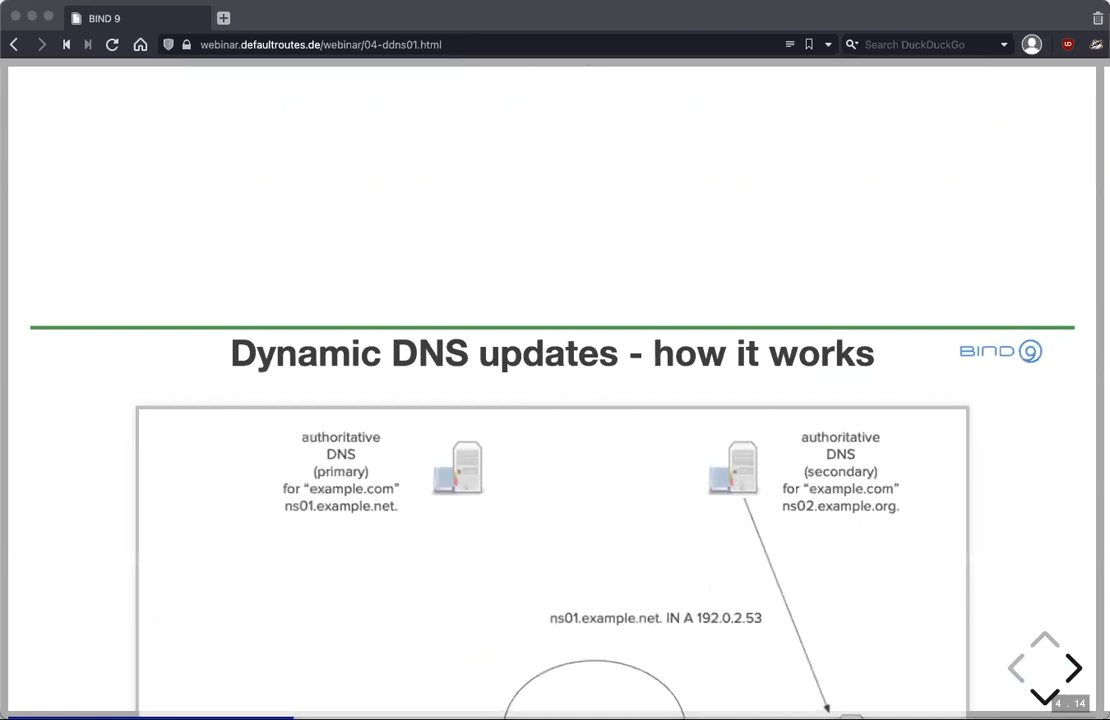 BIND 9
webinar.defaultroutes.de/webinar/04-ddns01.html
Search DuckDuckGo
Dynamic DNS updates - how it works
BIND 9
authoritative
DNS
(primary)
for “example.com”
ns01.example.net.
authoritative
DNS
(secondary)
for “example.com”
ns02.example.org.
ns01.example.net. IN A 192.0.2.53
4 . 14